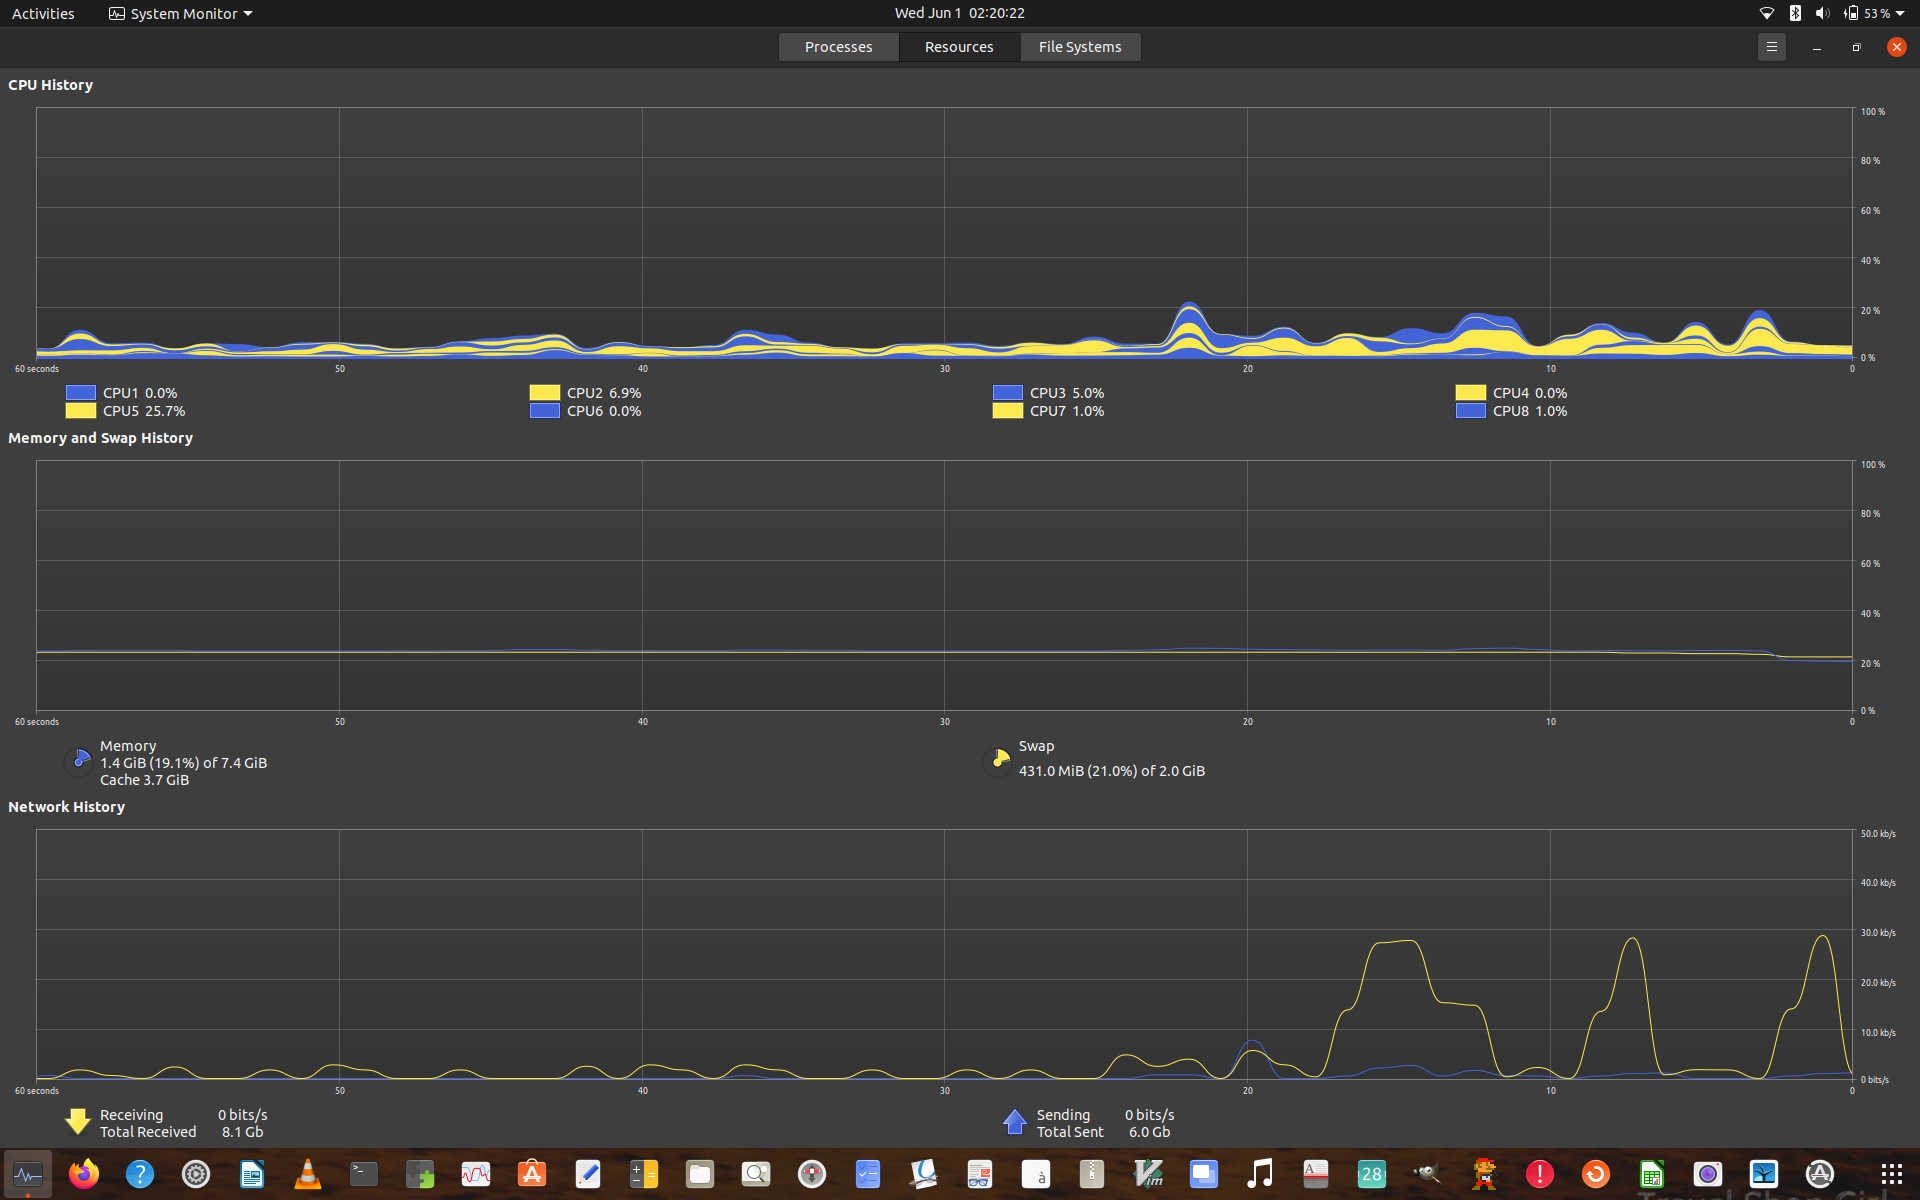 Activities System Monitor Wed Jun 1 02:20:22 53 %
Processes Resources File Systems
CPU History
100 %
80 %
60 %
40 %
20 %
0 %
60 seconds 50 40 30 20 10 0
CPU1 0.0% CPU2 6.9% CPU3 5.0% CPU4 0.0%
CPU5 25.7% CPU6 0.0% CPU7 1.0% CPU8 1.0%
Memory and Swap History
100 %
80 %
60 %
40 %
20 %
0 %
60 seconds 50 40 30 20 10 0
Memory
1.4 GiB (19.1%) of 7.4 GiB
Cache 3.7 GiB
Swap
431.0 MiB (21.0%) of 2.0 GiB
Network History
50.0 kb/s
40.0 kb/s
30.0 kb/s
20.0 kb/s
10.0 kb/s
0 bits/s
60 seconds 50 40 30 20 10 0
Receiving 0 bits/s
Total Received 8.1 Gb
Sending 0 bits/s
Total Sent 6.0 Gb
28